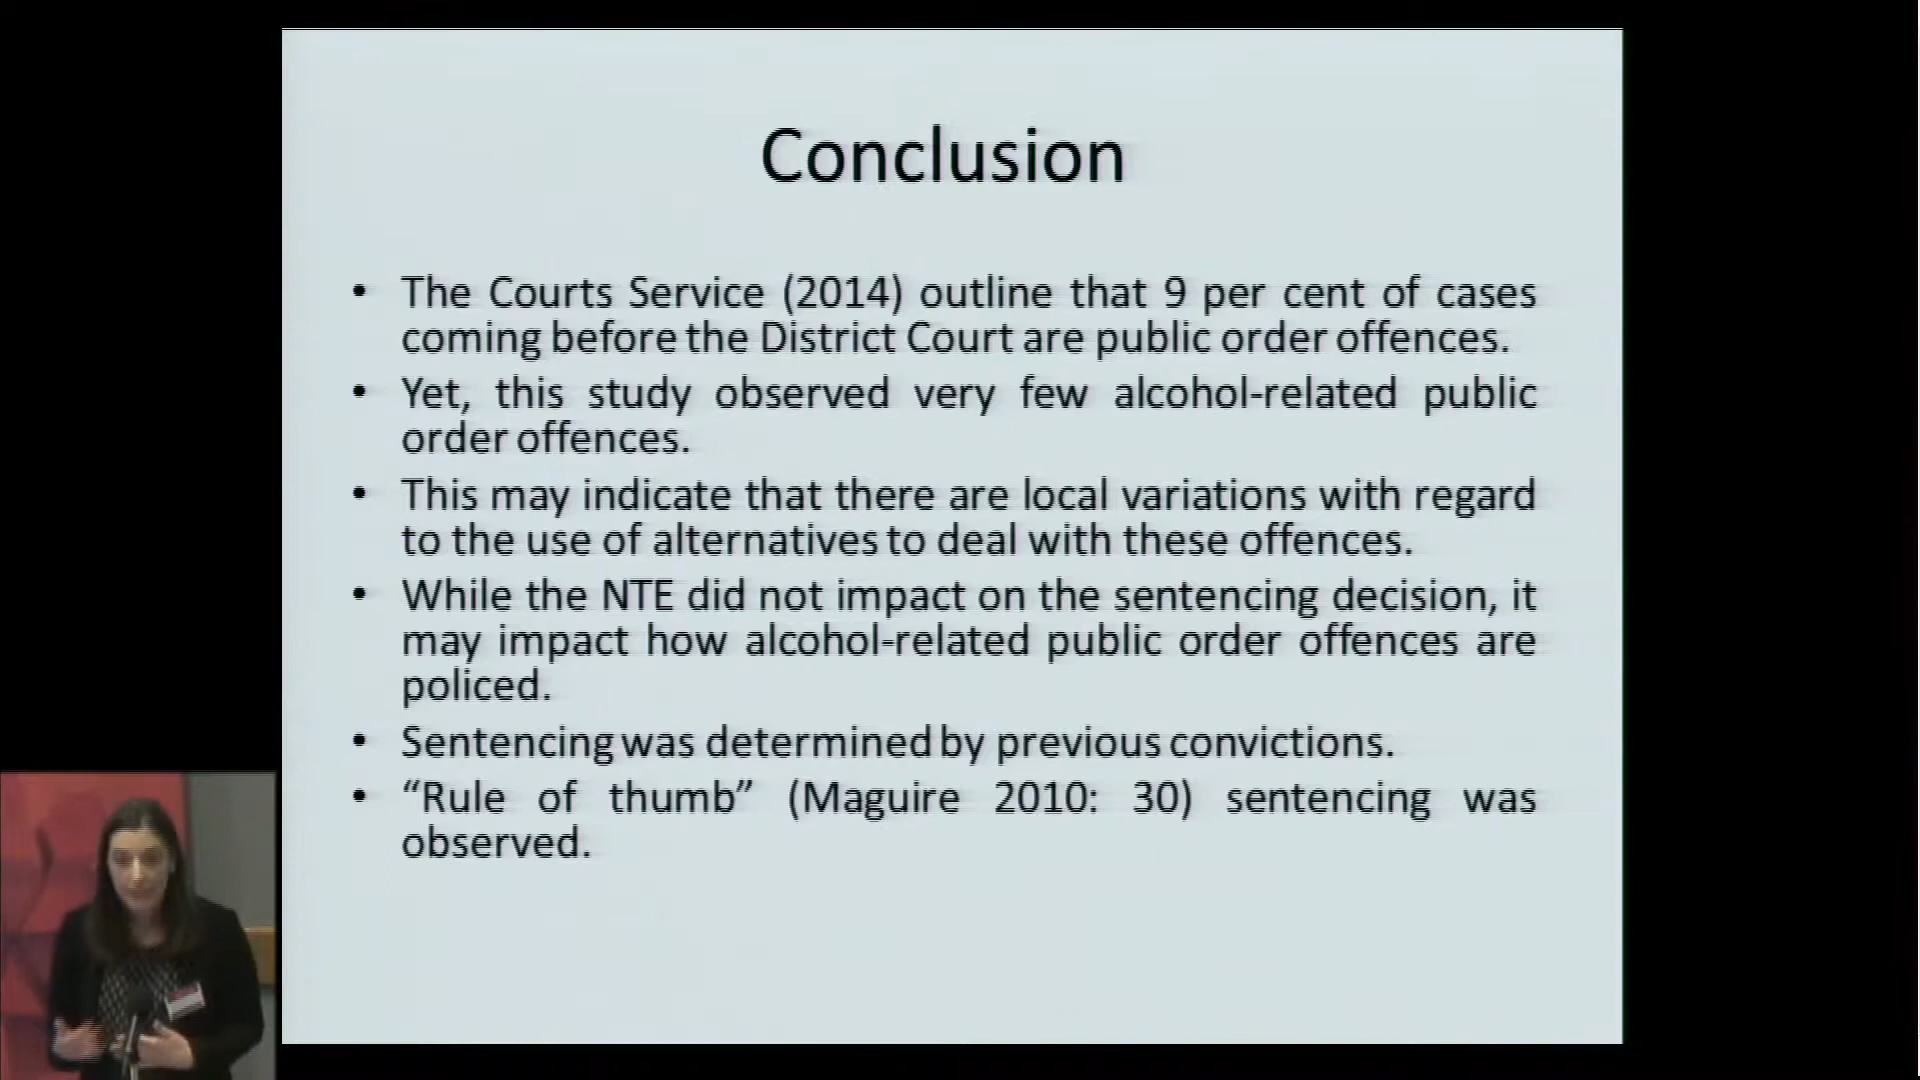 Conclusion
• The Courts Service (2014) outline that 9 per cent of cases
coming before the District Court are public order offences.
• Yet, this study observed very few alcohol-related public
order offences.
• This may indicate that there are local variations with regard
to the use of alternatives to deal with these offences.
• While the NTE did not impact on the sentencing decision, it
may impact how alcohol-related public order offences are
policed.
• Sentencing was determined by previous convictions.
• “Rule of thumb” (Maguire 2010: 30) sentencing was
observed.